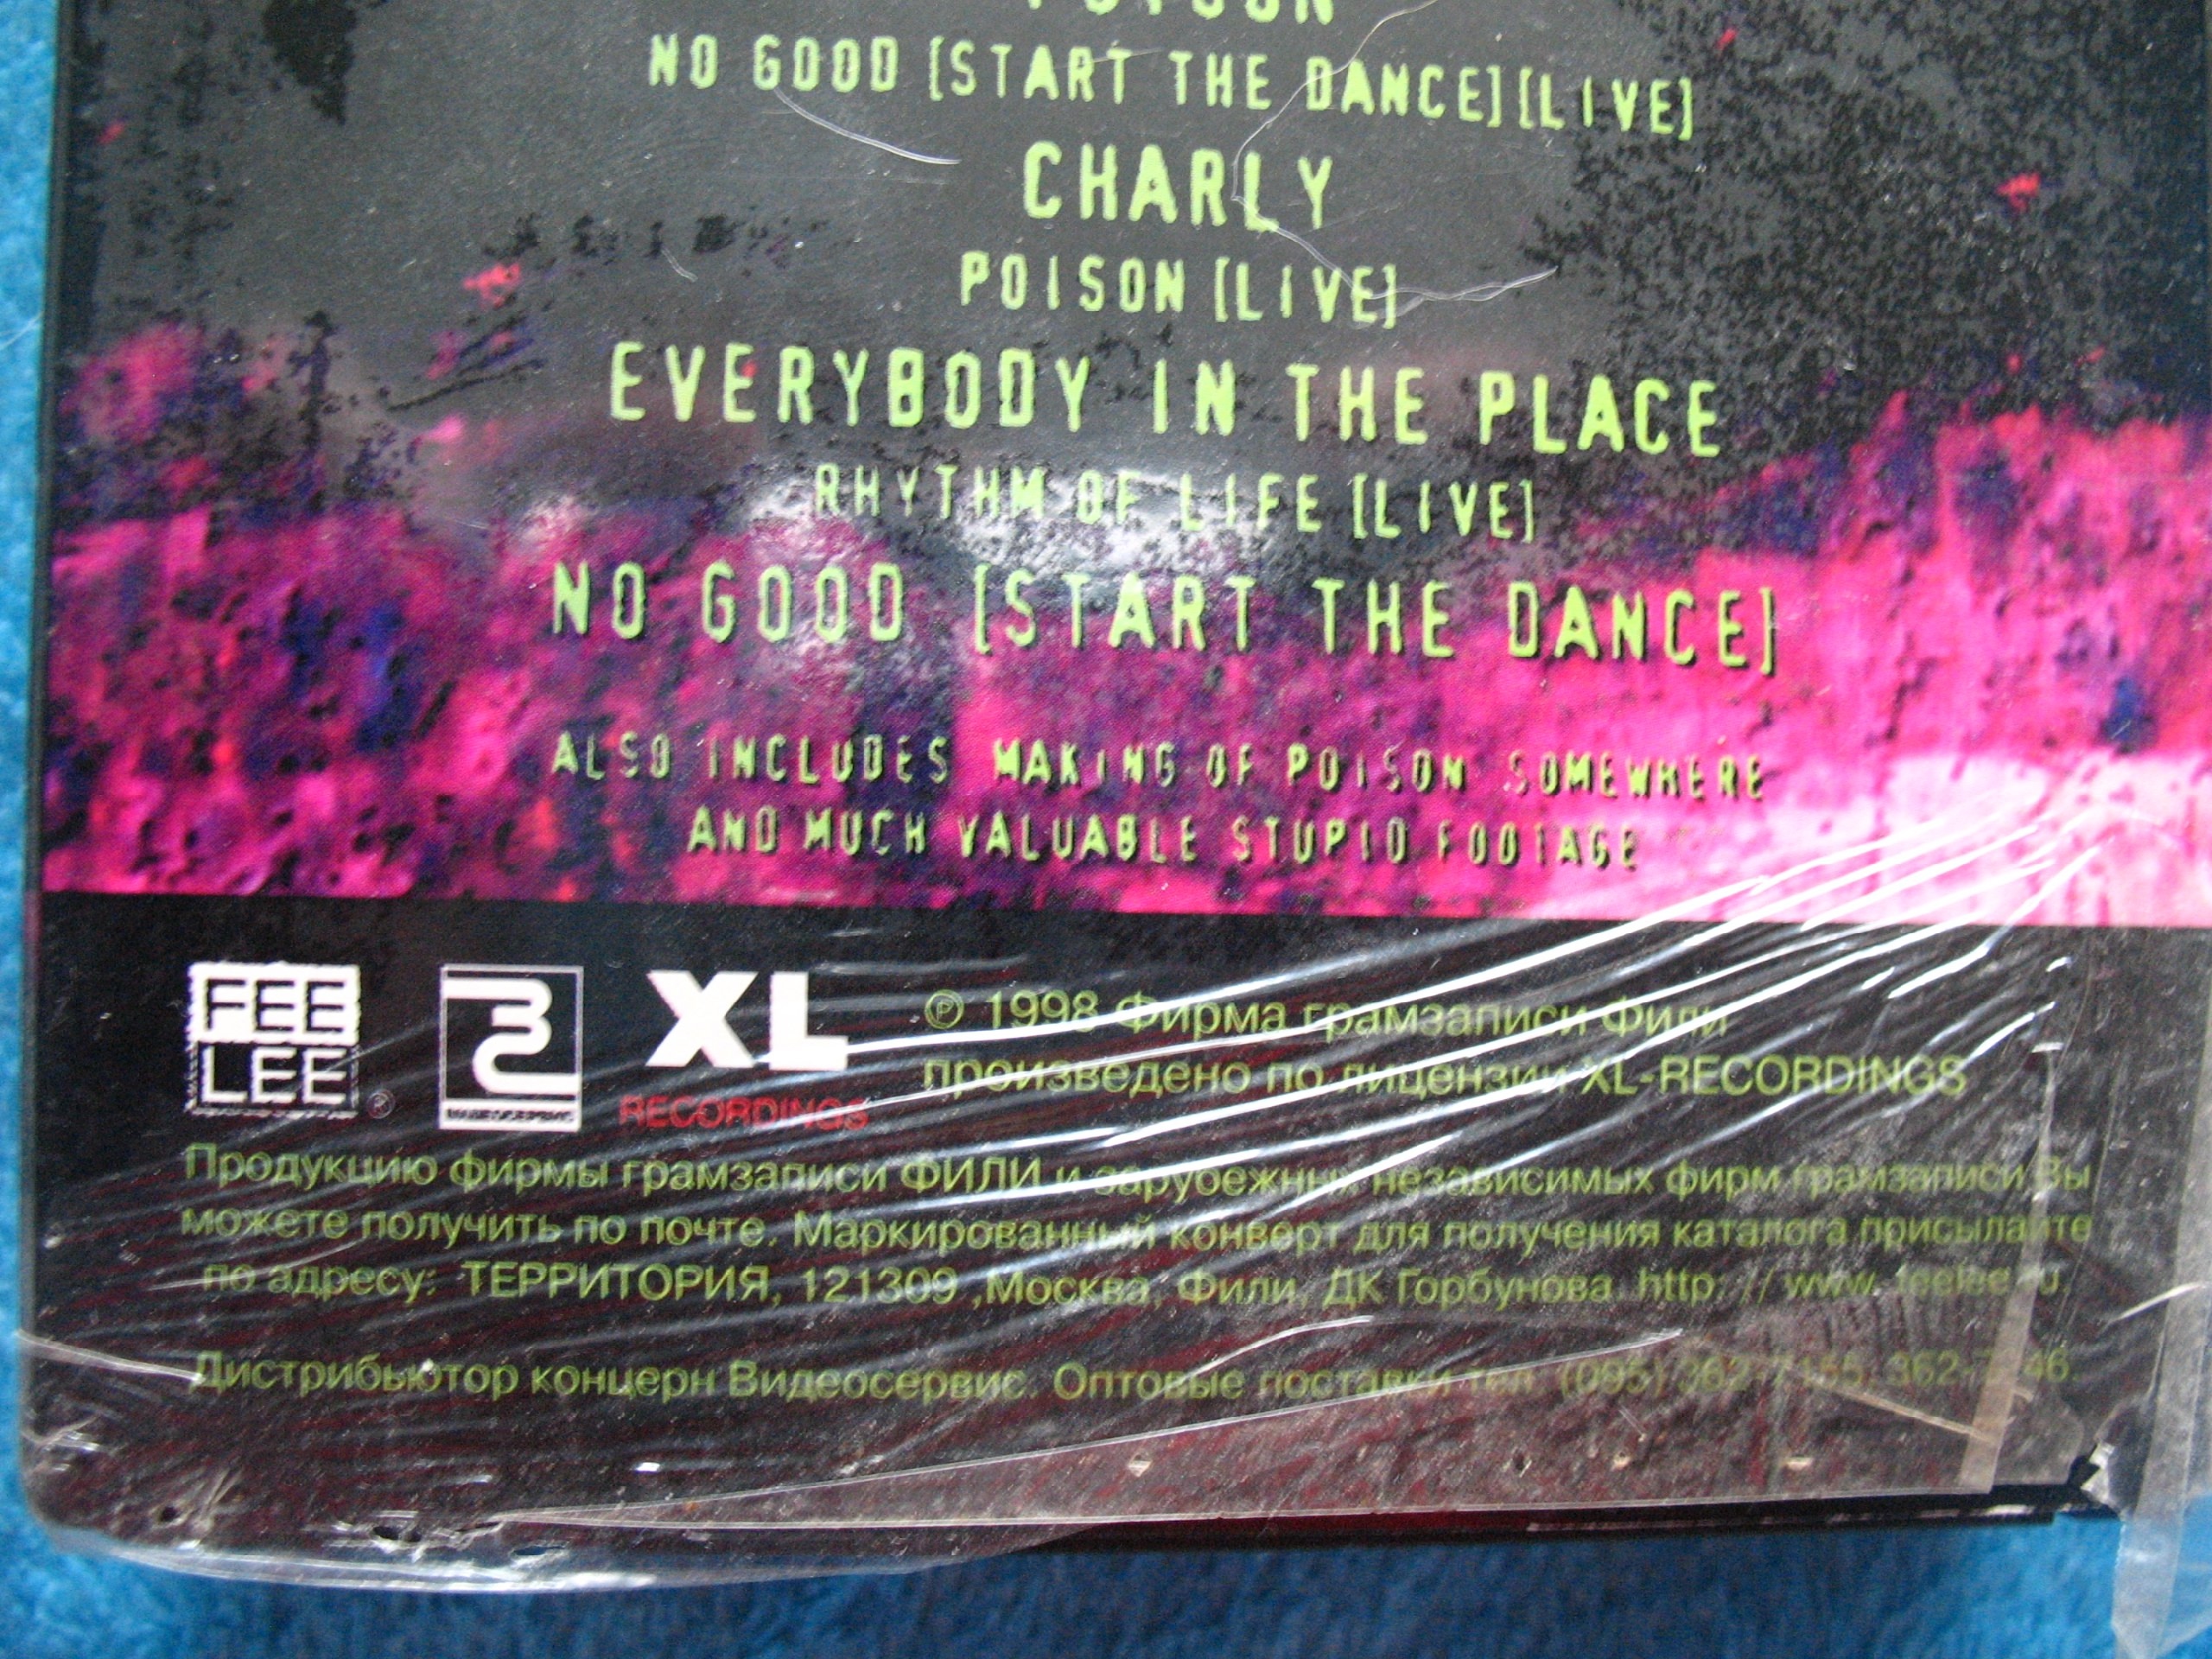 POISON
NO GOOD [START THE DANCE] [LIVE]
CHARLY
POISON [LIVE]
EVERYBODY IN THE PLACE
RHYTHM OF LIFE [LIVE]
NO GOOD [START THE DANCE]
ALSO INCLUDES MAKING OF POISON SOMEWHERE
AND MUCH VALUABLE STUPID FOOTAGE
FEE
LEE ®
XL
RECORDINGS
℗ 1998 Фирма грамзаписи Фили
произведено по лицензии XL-RECORDINGS
Продукцию фирмы грамзаписи ФИЛИ и зарубежных независимых фирм грамзаписи Вы
можете получить по почте. Маркированный конверт для получения каталога присылайте
по адресу: ТЕРРИТОРИЯ, 121309 ,Москва, Фили, ДК Горбунова http: // www. feelee.ru.
Дистрибьютор концерн Видеосервис. Оптовые поставки тел. (095)